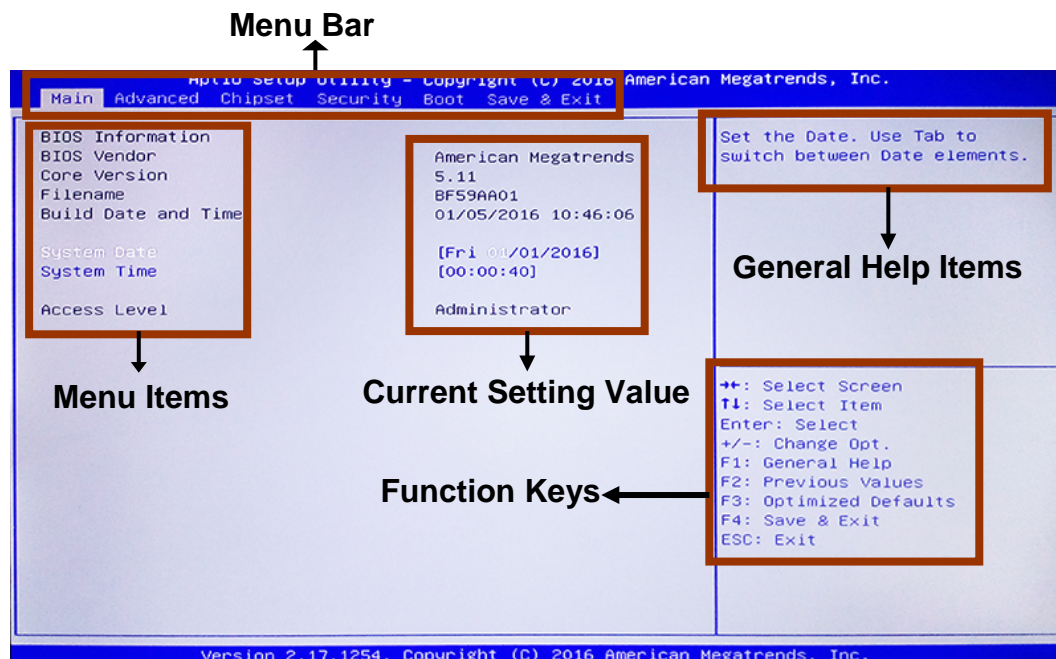 Menu Bar
Aptio Setup Utility – Copyright (C) 2016 American Megatrends, Inc.
Main Advanced Chipset Security Boot Save & Exit
BIOS Information
BIOS Vendor American Megatrends
Core Version 5.11
Filename BF59AA01
Build Date and Time 01/05/2016 10:46:06
System Date [Fri 01/01/2016]
System Time [00:00:40]
Access Level Administrator
Set the Date. Use Tab to
switch between Date elements.
General Help Items
Menu Items
Current Setting Value
Function Keys
→←: Select Screen
↑↓: Select Item
Enter: Select
+/-: Change Opt.
F1: General Help
F2: Previous Values
F3: Optimized Defaults
F4: Save & Exit
ESC: Exit
Version 2.17.1254. Copyright (C) 2016 American Megatrends, Inc.